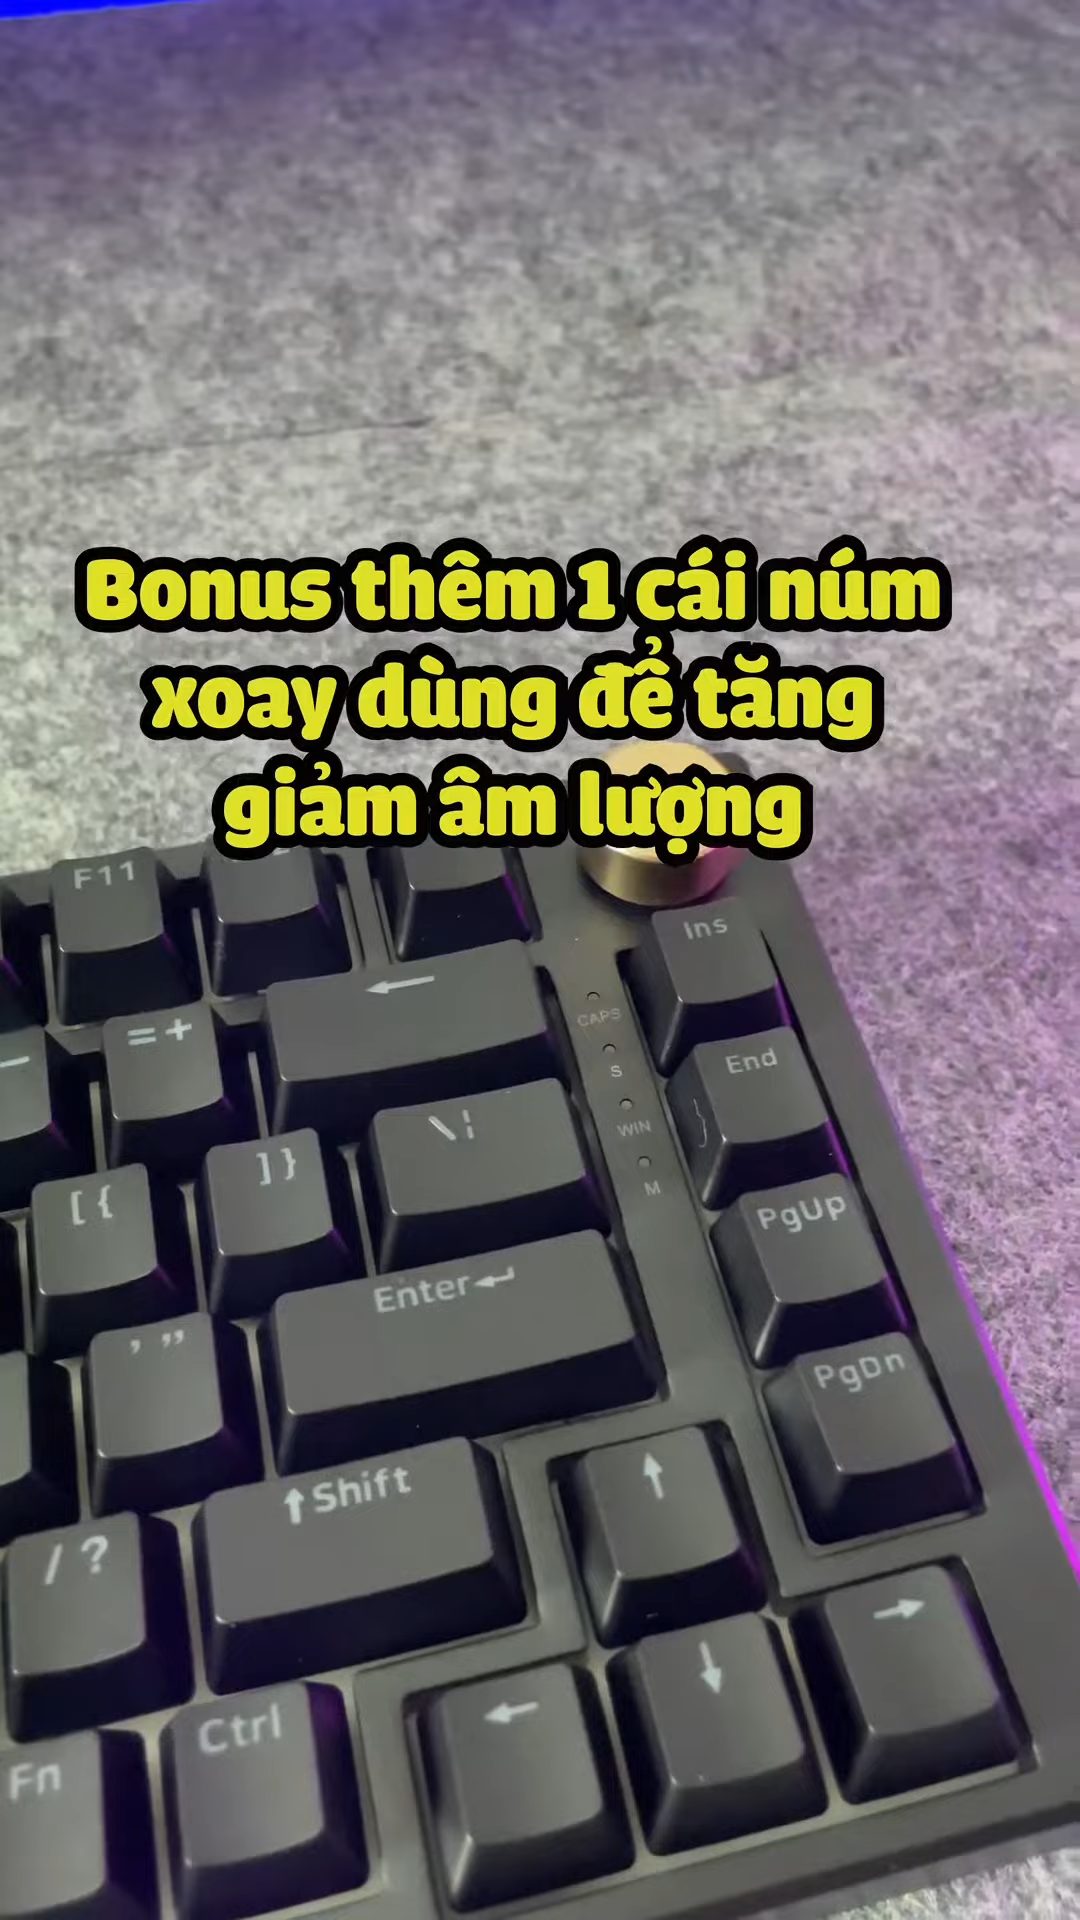 Bonus thêm 1 cái núm
xoay dùng để tăng
giảm âm lượng
F11
Ins
←
CAPS
=+
End
S
\¦
WIN
]}
M
[{
PgUp
Enter↵
, ”
PgDn
↑
↑Shift
/ ?
→
↓
←
Ctrl
Fn